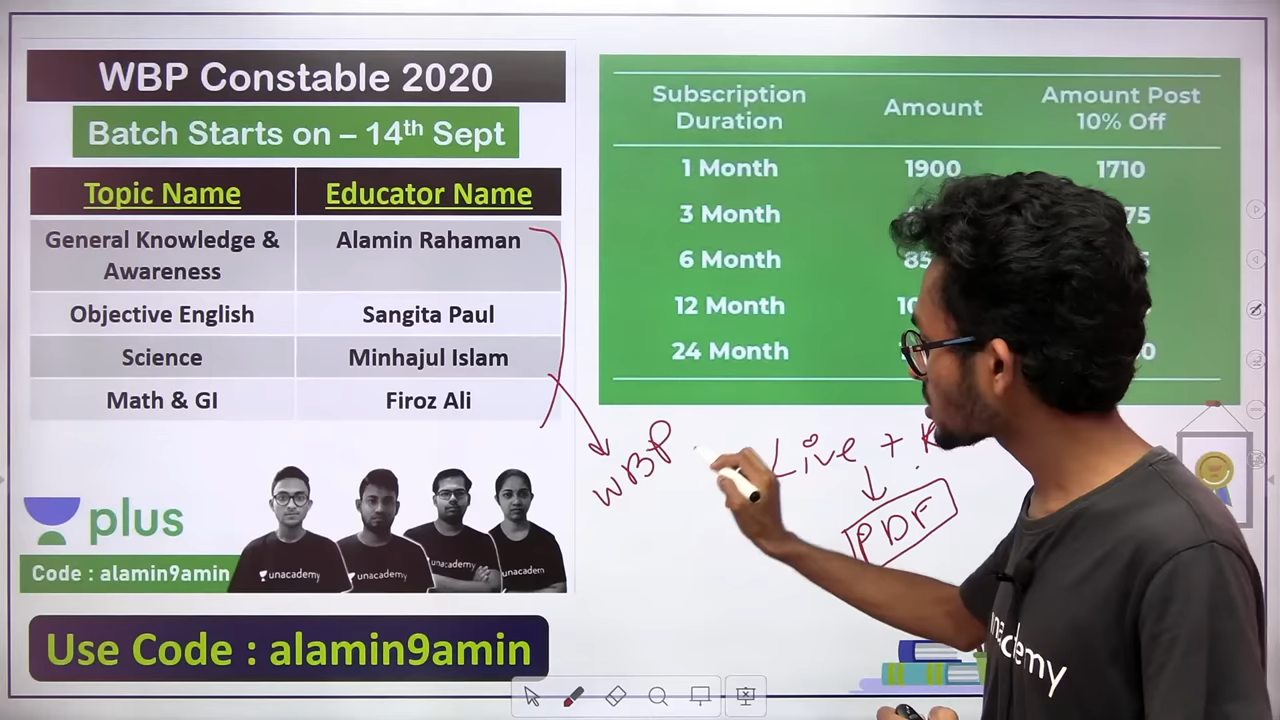 WBP Constable 2020
Batch Starts on – 14th Sept
Topic Name Educator Name
General Knowledge & Awareness Alamin Rahaman
Objective English Sangita Paul
Science Minhajul Islam
Math & GI Firoz Ali
plus
Code : alamin9amin
unacademy
unacademy
unacademy
unacadem
Use Code : alamin9amin
Subscription Duration Amount Amount Post 10% Off
1 Month 1900 1710
3 Month
6 Month
12 Month
24 Month
WBP
Live +
PDF